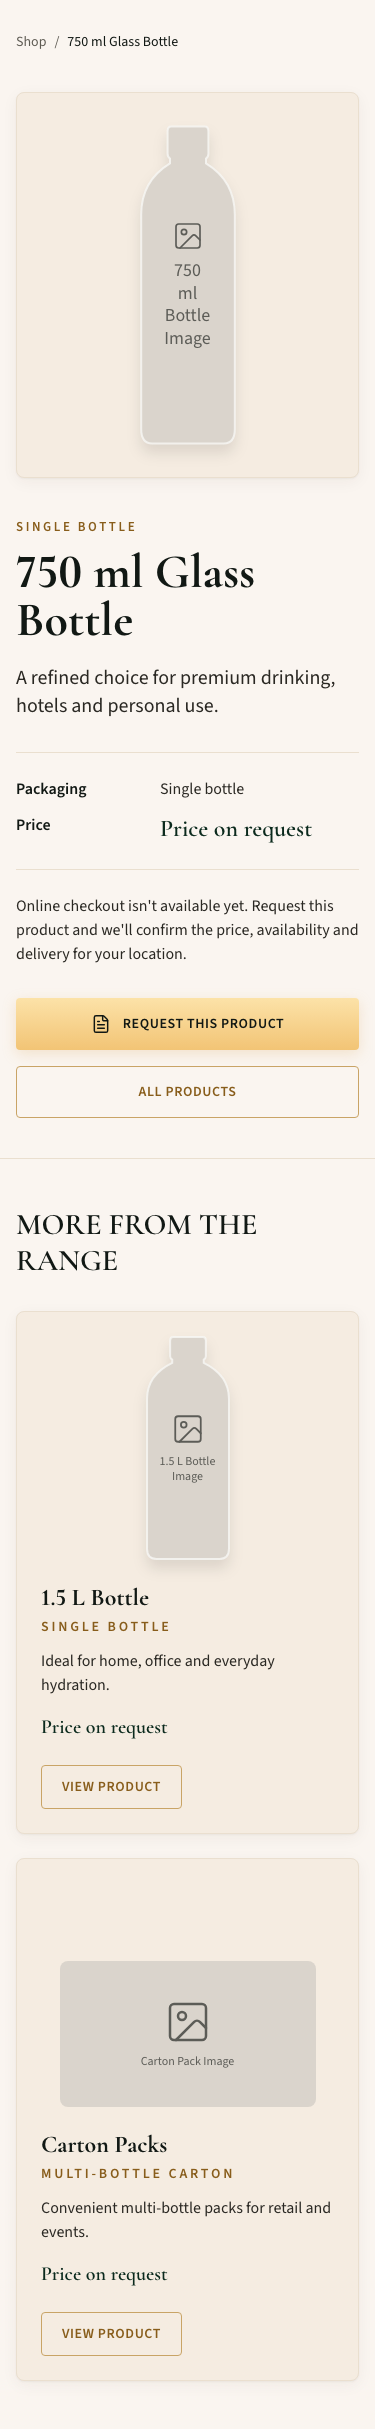 Shop / 750 ml Glass Bottle
750
ml
Bottle
Image
SINGLE BOTTLE
750 ml Glass
Bottle
A refined choice for premium drinking,
hotels and personal use.
Packaging Single bottle
Price Price on request
Online checkout isn't available yet. Request this
product and we'll confirm the price, availability and
delivery for your location.
REQUEST THIS PRODUCT
ALL PRODUCTS
MORE FROM THE
RANGE
1.5 L Bottle
Image
1.5 L Bottle
SINGLE BOTTLE
Ideal for home, office and everyday
hydration.
Price on request
VIEW PRODUCT
Carton Pack Image
Carton Packs
MULTI-BOTTLE CARTON
Convenient multi-bottle packs for retail and
events.
Price on request
VIEW PRODUCT